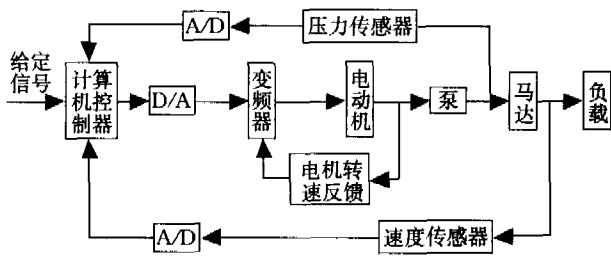 A/D
压力传感器
给定
信号
计算
机控
制器
D/A
变
频
器
电
动
机
泵
马
达
负
载
电机转
速反馈
A/D
速度传感器